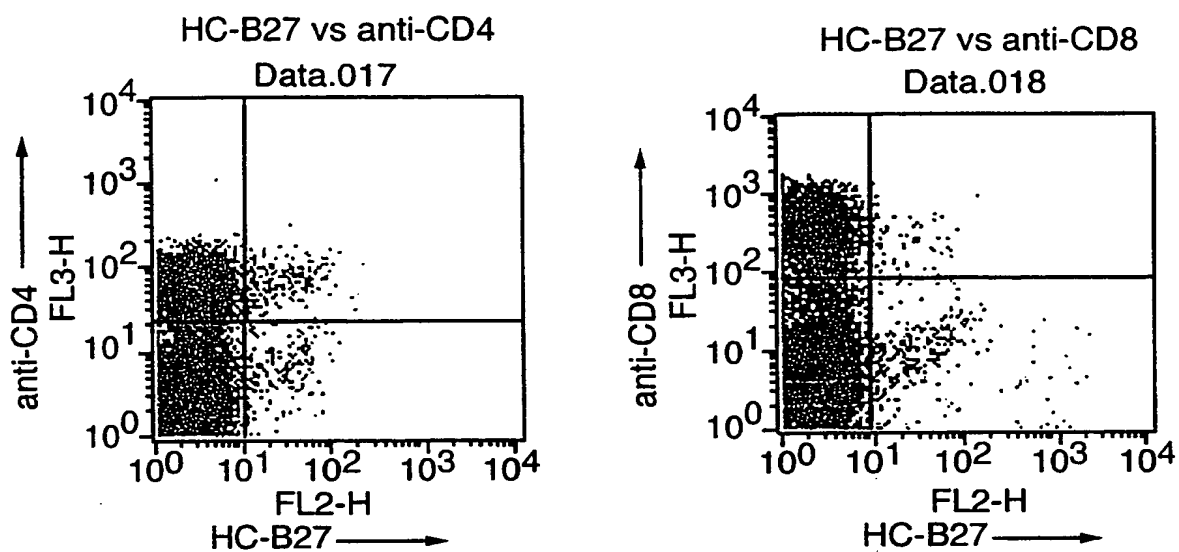 HC-B27 vs anti-CD4
Data.017
anti-CD4
FL3-H
10⁴
10³
10²
10¹
10⁰
10⁰ 10¹ 10² 10³ 10⁴
FL2-H
HC-B27
HC-B27 vs anti-CD8
Data.018
anti-CD8
FL3-H
10⁴
10³
10²
10¹
10⁰
10⁰ 10¹ 10² 10³ 10⁴
FL2-H
HC-B27